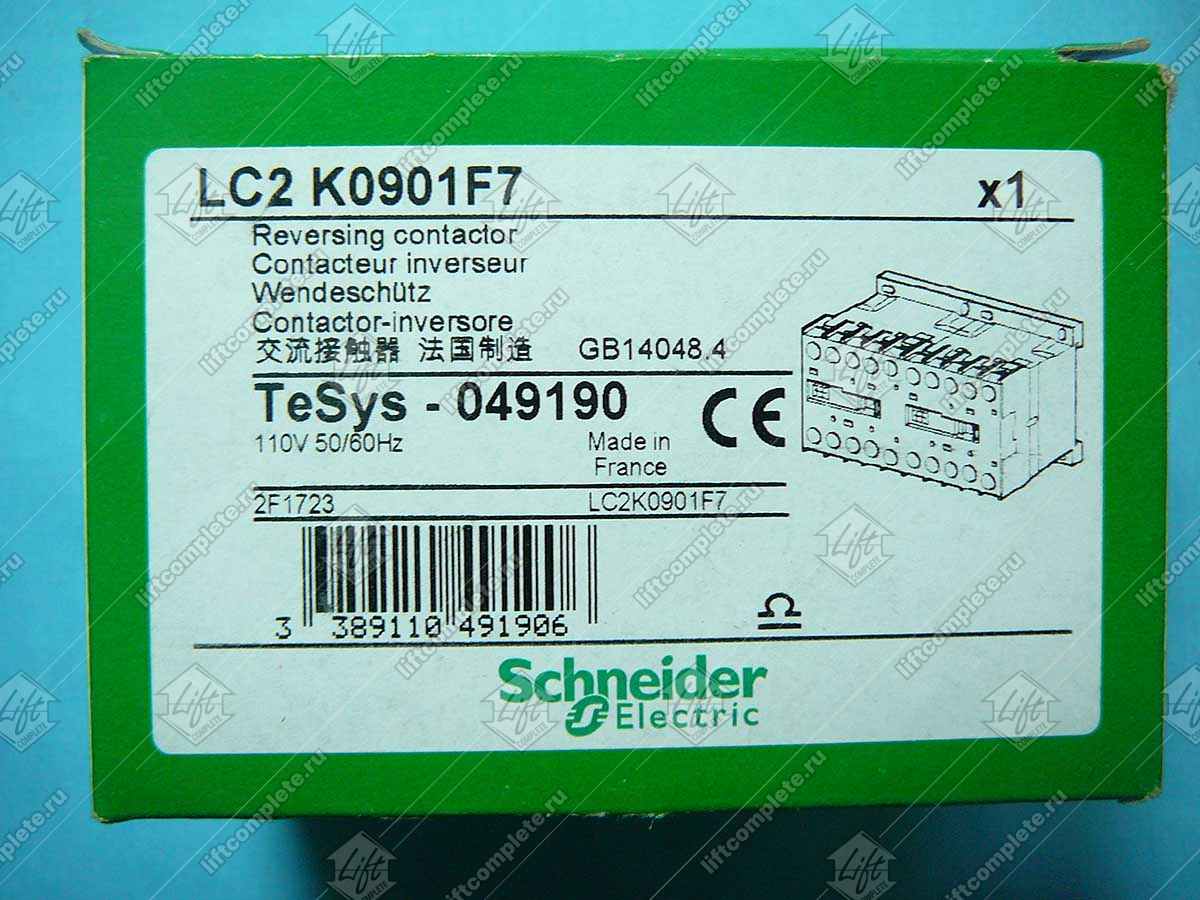 LC2 K0901F7 x1
Reversing contactor
Contacteur inverseur
Wendeschütz
Contactor-inversore
交流接触器 法国制造 GB14048.4
TeSys - 049190 CE
110V 50/60Hz Made in
France
2F1723 LC2K0901F7
3 389110 491906
Schneider
Electric
Lift COMPLETE
liftcomplete.ru